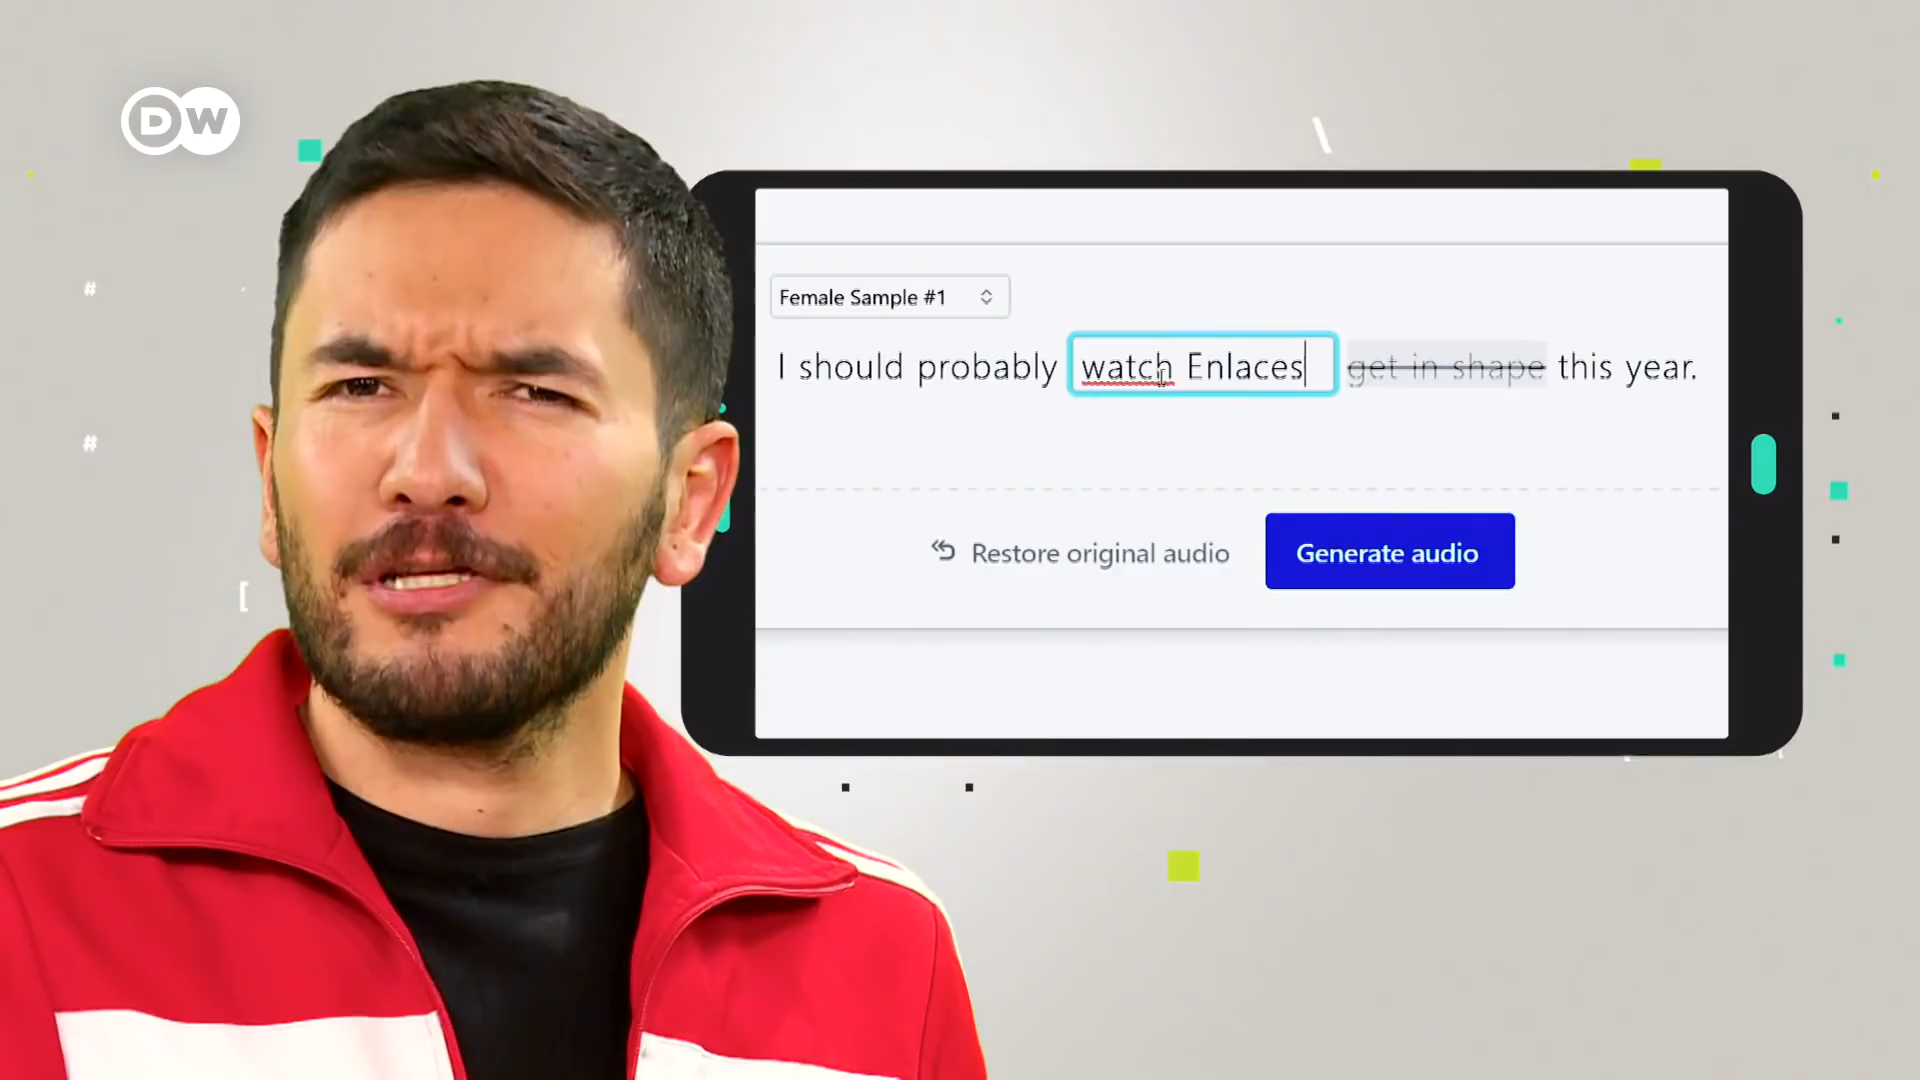 DW
Female Sample #1
I should probably watch Enlaces get in shape this year.
Restore original audio
Generate audio